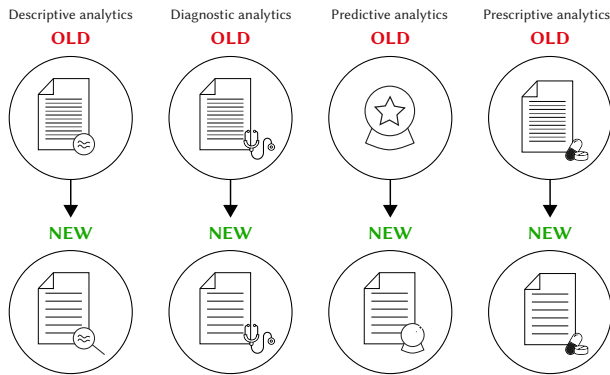 Descriptive analytics
OLD
NEW
Diagnostic analytics
OLD
NEW
Predictive analytics
OLD
NEW
Prescriptive analytics
OLD
NEW